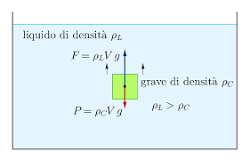 liquido di densità ρ_L
F = ρ_L V g
grave di densità ρ_C
ρ_L > ρ_C
P = ρ_C V g